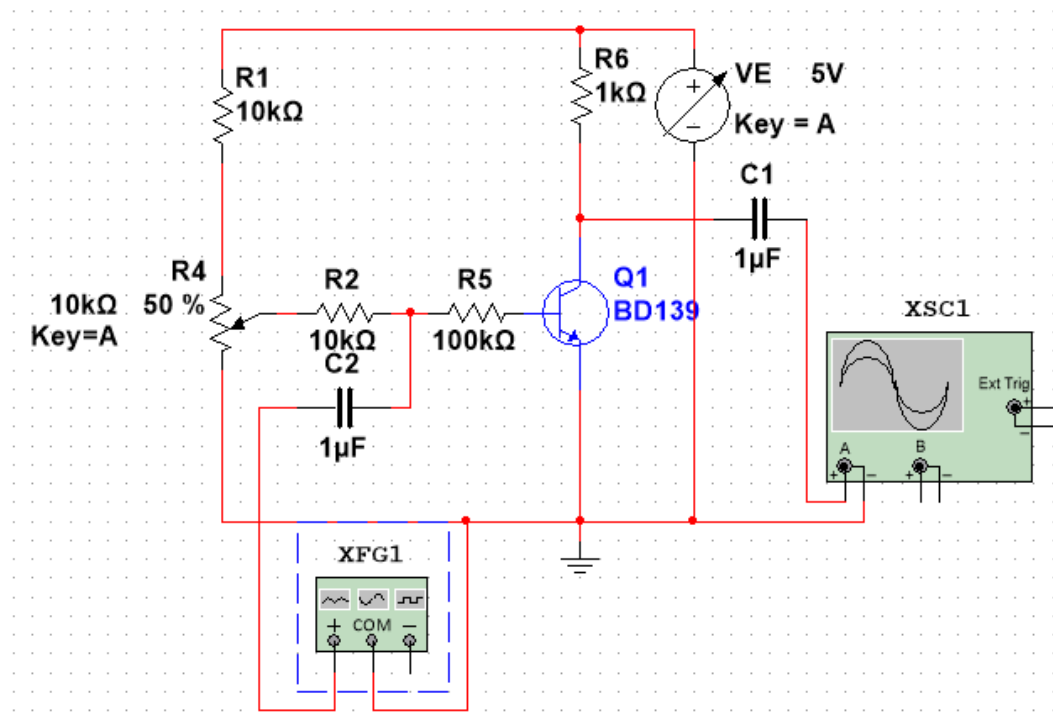 R1
10kΩ
R6
1kΩ
VE 5V
Key = A
C1
1µF
R4
10kΩ 50 %
Key=A
R2
10kΩ
R5
100kΩ
Q1
BD139
C2
1µF
XSC1
Ext Trig
+
−
A
B
+ −
+ −
XFG1
+ COM −